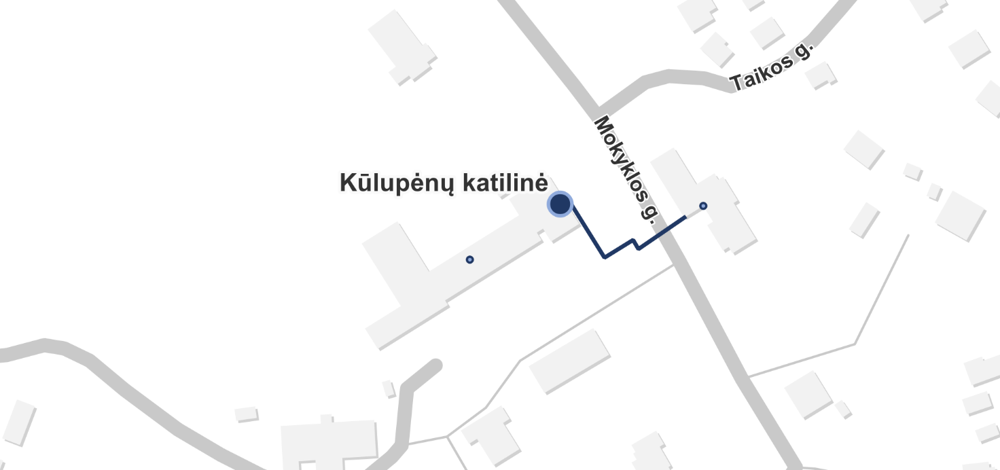 Taikos g.
Mokyklos g.
Kūlupėnų katilinė